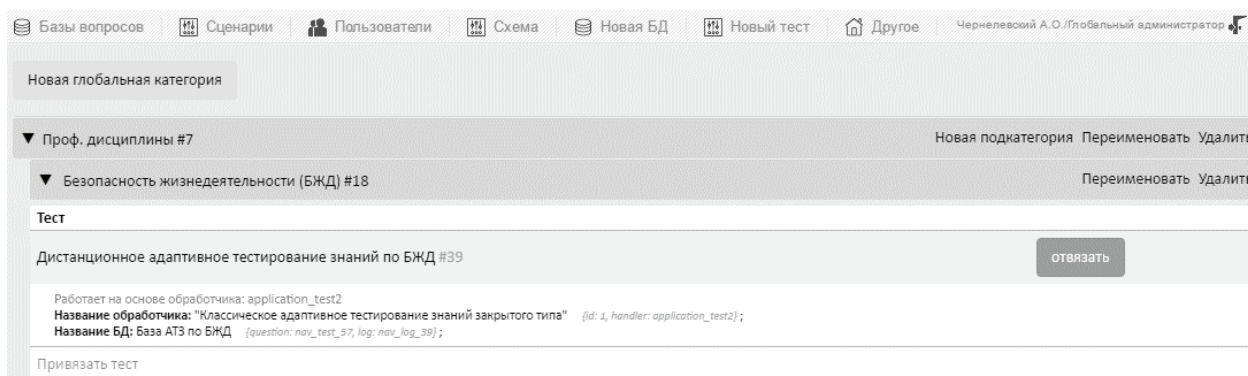 Базы вопросов Сценарии Пользователи Схема Новая БД Новый тест Другое Чернелевский А.О./Глобальный администратор
Новая глобальная категория
▼ Проф. дисциплины #7 Новая подкатегория Переименовать Удалить
▼ Безопасность жизнедеятельности (БЖД) #18 Переименовать Удалить
Тест
Дистанционное адаптивное тестирование знаний по БЖД #39 отвязать
Работает на основе обработчика: application_test2
Название обработчика: "Классическое адаптивное тестирование знаний закрытого типа" {id: 1, handler: application_test2} ;
Название БД: База АТЗ по БЖД {question: nav_test_57, log: nav_log_39} ;
Привязать тест